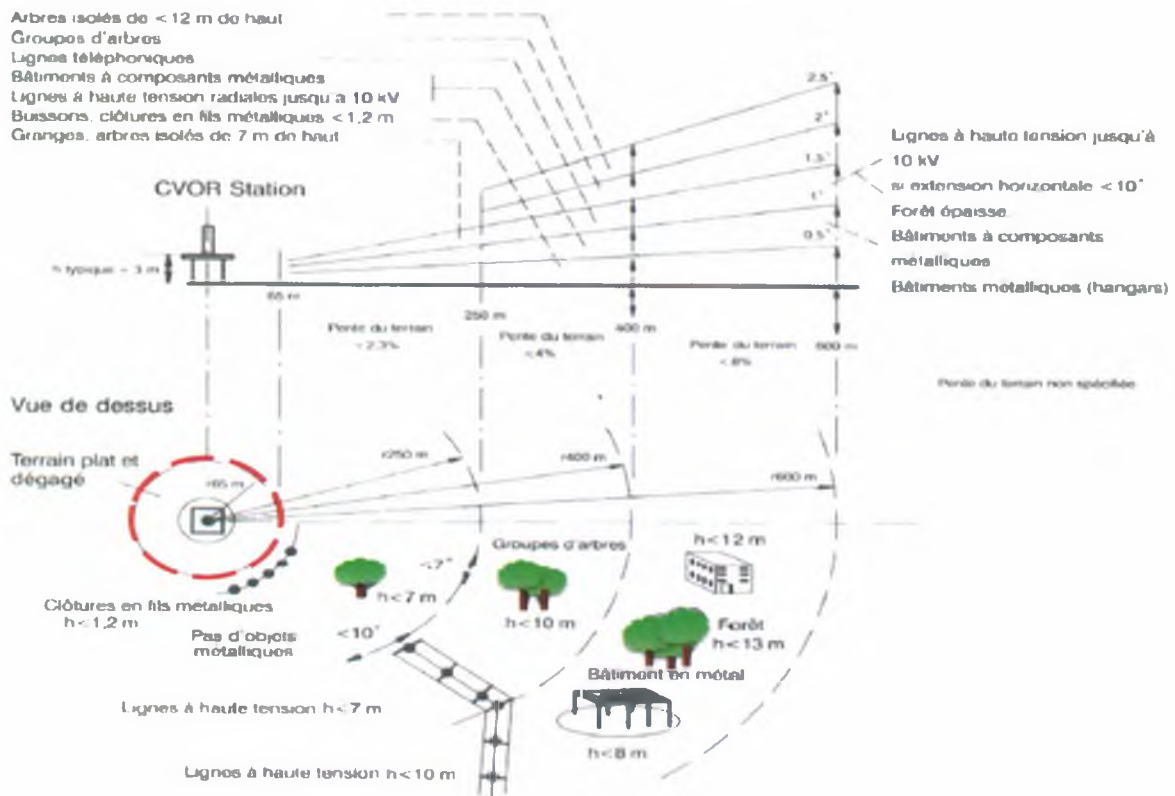 Arbres isolés de <12 m de haut
Groupes d'arbres
Lignes téléphoniques
Bâtiments à composants métalliques
Lignes à haute tension radiales jusqu'à 10 kV
Buissons, clôtures en fils métalliques <1,2 m
Granges, arbres isolés de 7 m de haut
2.5°
2°
1.5°
1°
0.5°
Lignes à haute tension jusqu'à
10 kV
si extension horizontale <10°
Forêt épaisse
Bâtiments à composants
métalliques
Bâtiments métalliques (hangars)
CVOR Station
h typique = 3 m
65 m
250 m
400 m
600 m
Pente du terrain
<2,3%
Pente du terrain
<4%
Pente du terrain
<8%
Pente du terrain non spécifiée
Vue de dessus
Terrain plat et
dégagé
r65 m
r250 m
r400 m
r600 m
Groupes d'arbres
h<12 m
<7°
h<7 m
h<10 m
Forêt
h<13 m
Clôtures en fils métalliques
h<1,2 m
Pas d'objets
métalliques
<10°
Bâtiment en métal
Lignes à haute tension h<7 m
h<8 m
Lignes à haute tension h<10 m